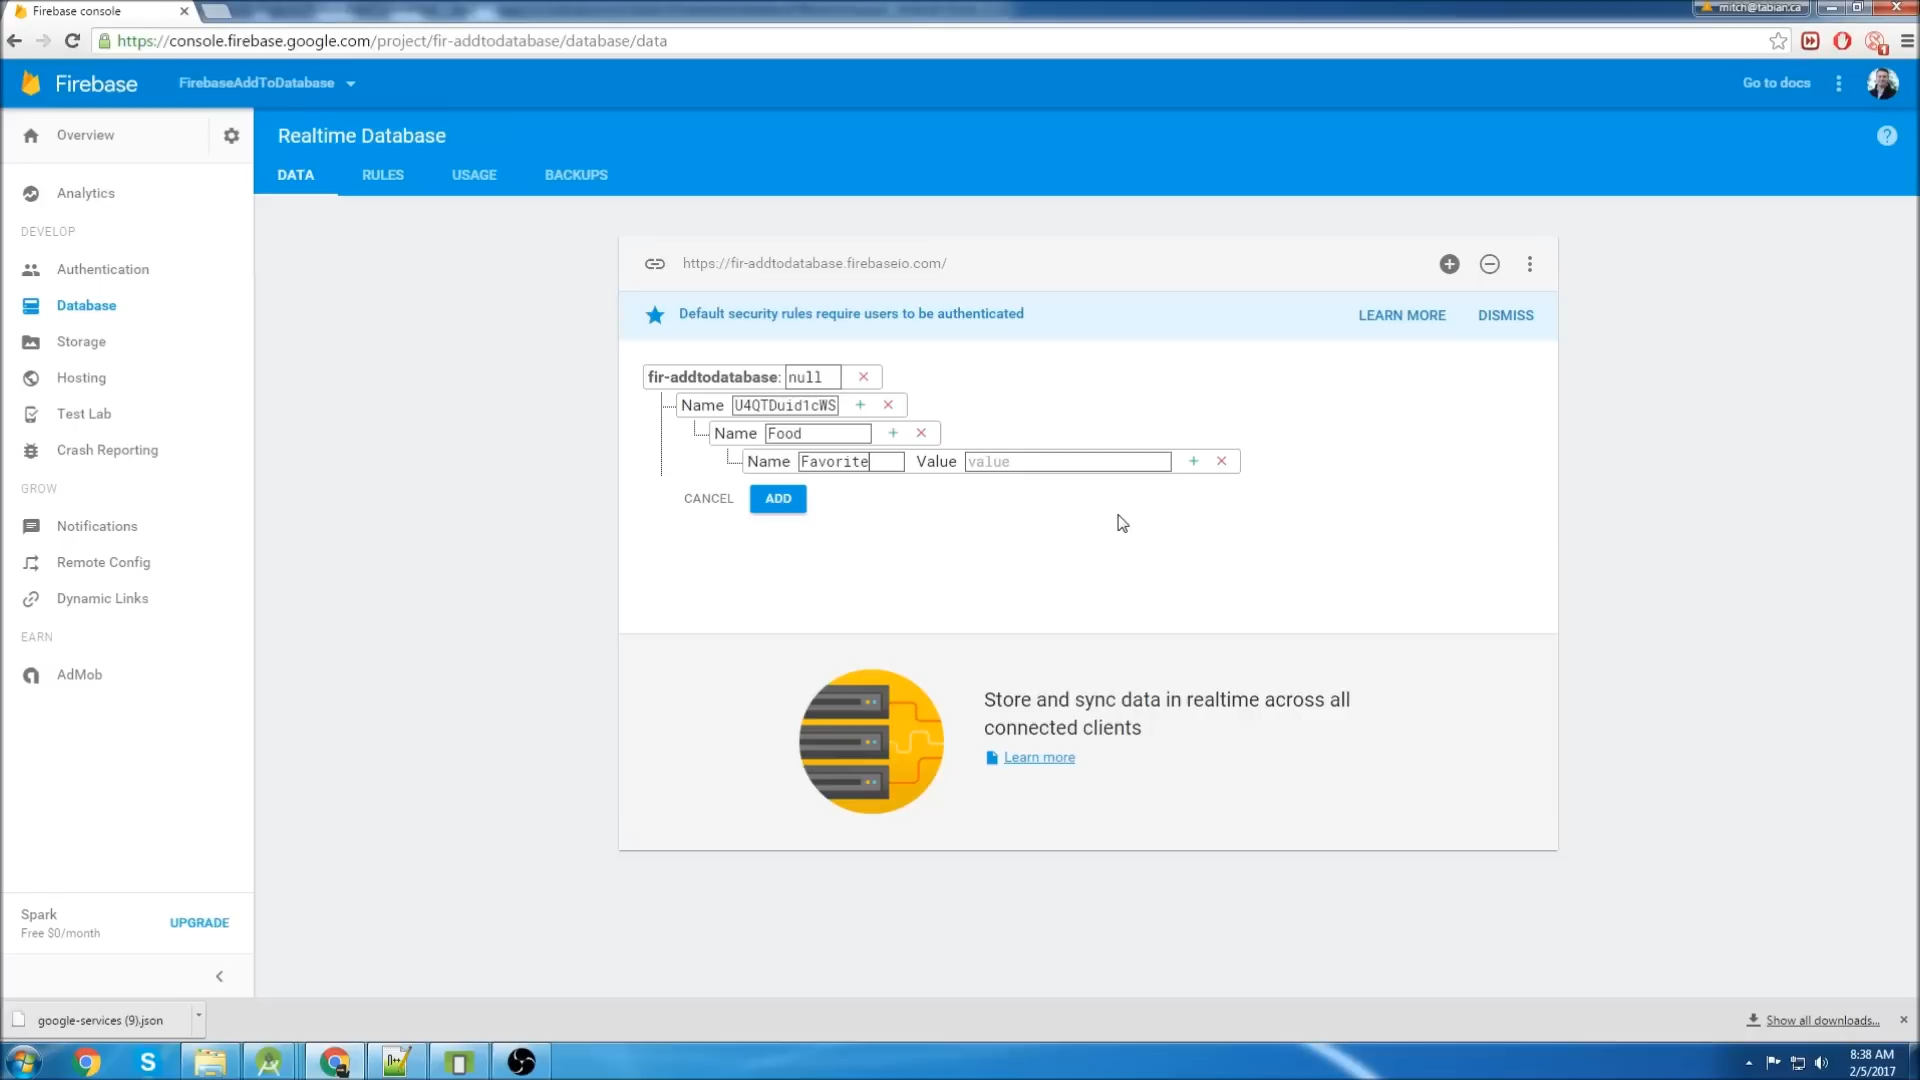 Firebase console
mitch@tabian.ca
https://console.firebase.google.com/project/fir-addtodatabase/database/data
Firebase
FirebaseAddToDatabase
Go to docs
Overview
Realtime Database
DATA
RULES
USAGE
BACKUPS
Analytics
DEVELOP
Authentication
Database
Storage
Hosting
Test Lab
Crash Reporting
GROW
Notifications
Remote Config
Dynamic Links
EARN
AdMob
Spark
Free $0/month
UPGRADE
https://fir-addtodatabase.firebaseio.com/
Default security rules require users to be authenticated
LEARN MORE
DISMISS
fir-addtodatabase: null
Name U4QTDuid1cWS
Name Food
Name Favorite Value value
CANCEL
ADD
Store and sync data in realtime across all
connected clients
Learn more
google-services (9).json
Show all downloads...
8:38 AM
2/5/2017